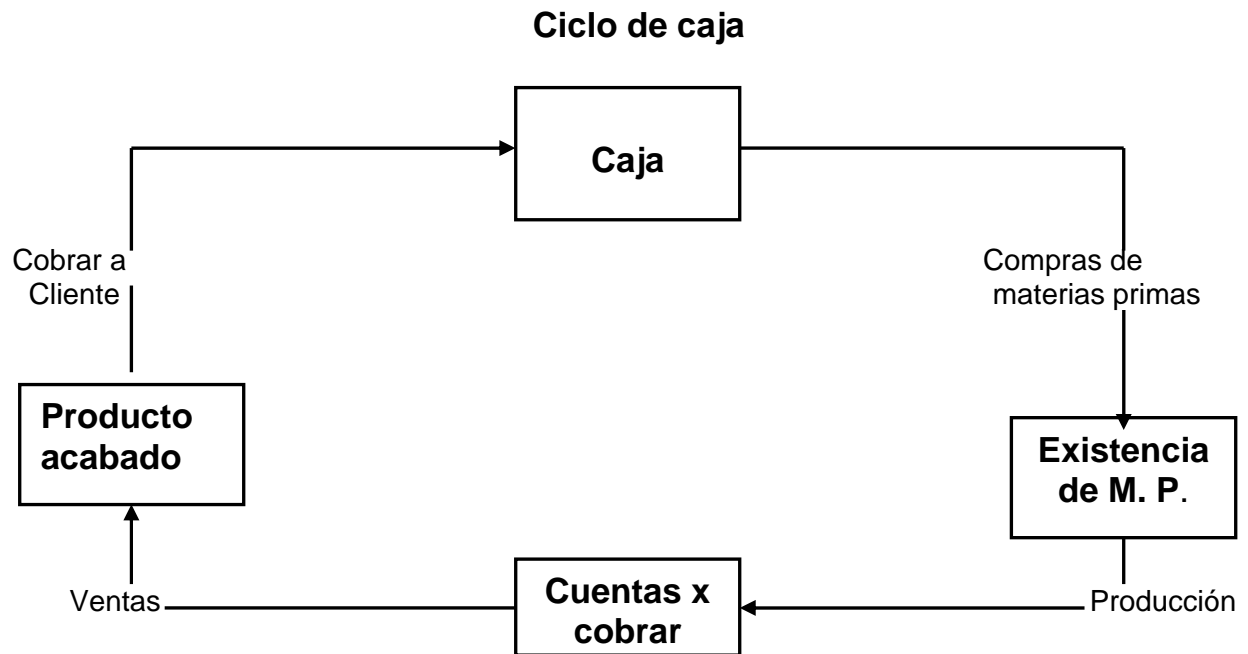 Ciclo de caja
Caja
Cobrar a
Cliente
Compras de
materias primas
Producto
acabado
Existencia
de M. P.
Ventas
Cuentas x
cobrar
Producción